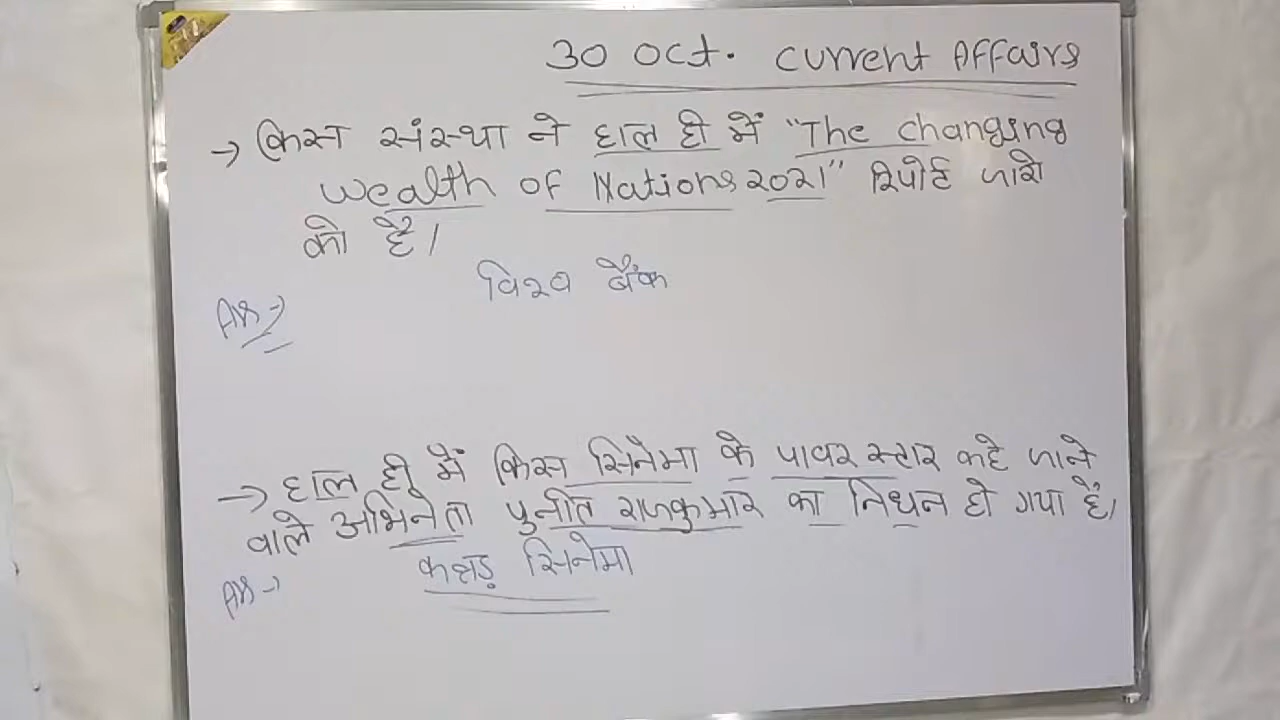 30 Oct. Current Affairs
→ किस संस्था ने हाल ही में "The Changing
Wealth of Nations 2021" रिपोर्ट जारी
की है।
विश्व बैंक
Ans →
→ हाल ही में किस सिनेमा के पावर स्टार कहे जाने
वाले अभिनेता पुनीत राजकुमार का निधन हो गया है।
कन्नड़ सिनेमा
Ans →